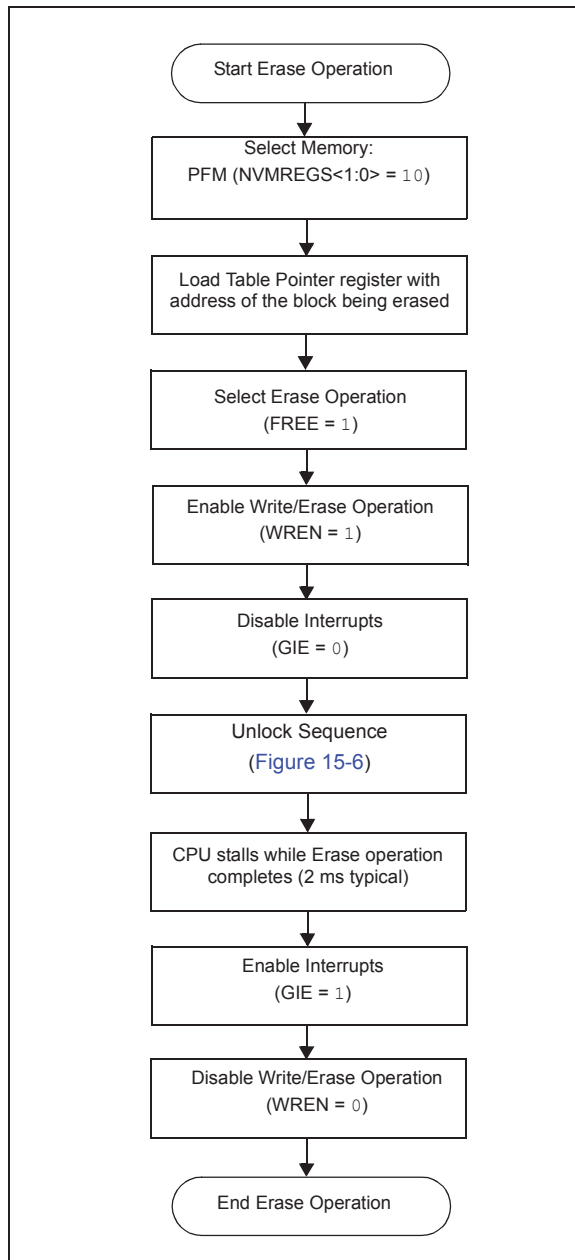 Start Erase Operation
Select Memory:
PFM (NVMREGS<1:0> = 10)
Load Table Pointer register with
address of the block being erased
Select Erase Operation
(FREE = 1)
Enable Write/Erase Operation
(WREN = 1)
Disable Interrupts
(GIE = 0)
Unlock Sequence
(Figure 15-6)
CPU stalls while Erase operation
completes (2 ms typical)
Enable Interrupts
(GIE = 1)
Disable Write/Erase Operation
(WREN = 0)
End Erase Operation